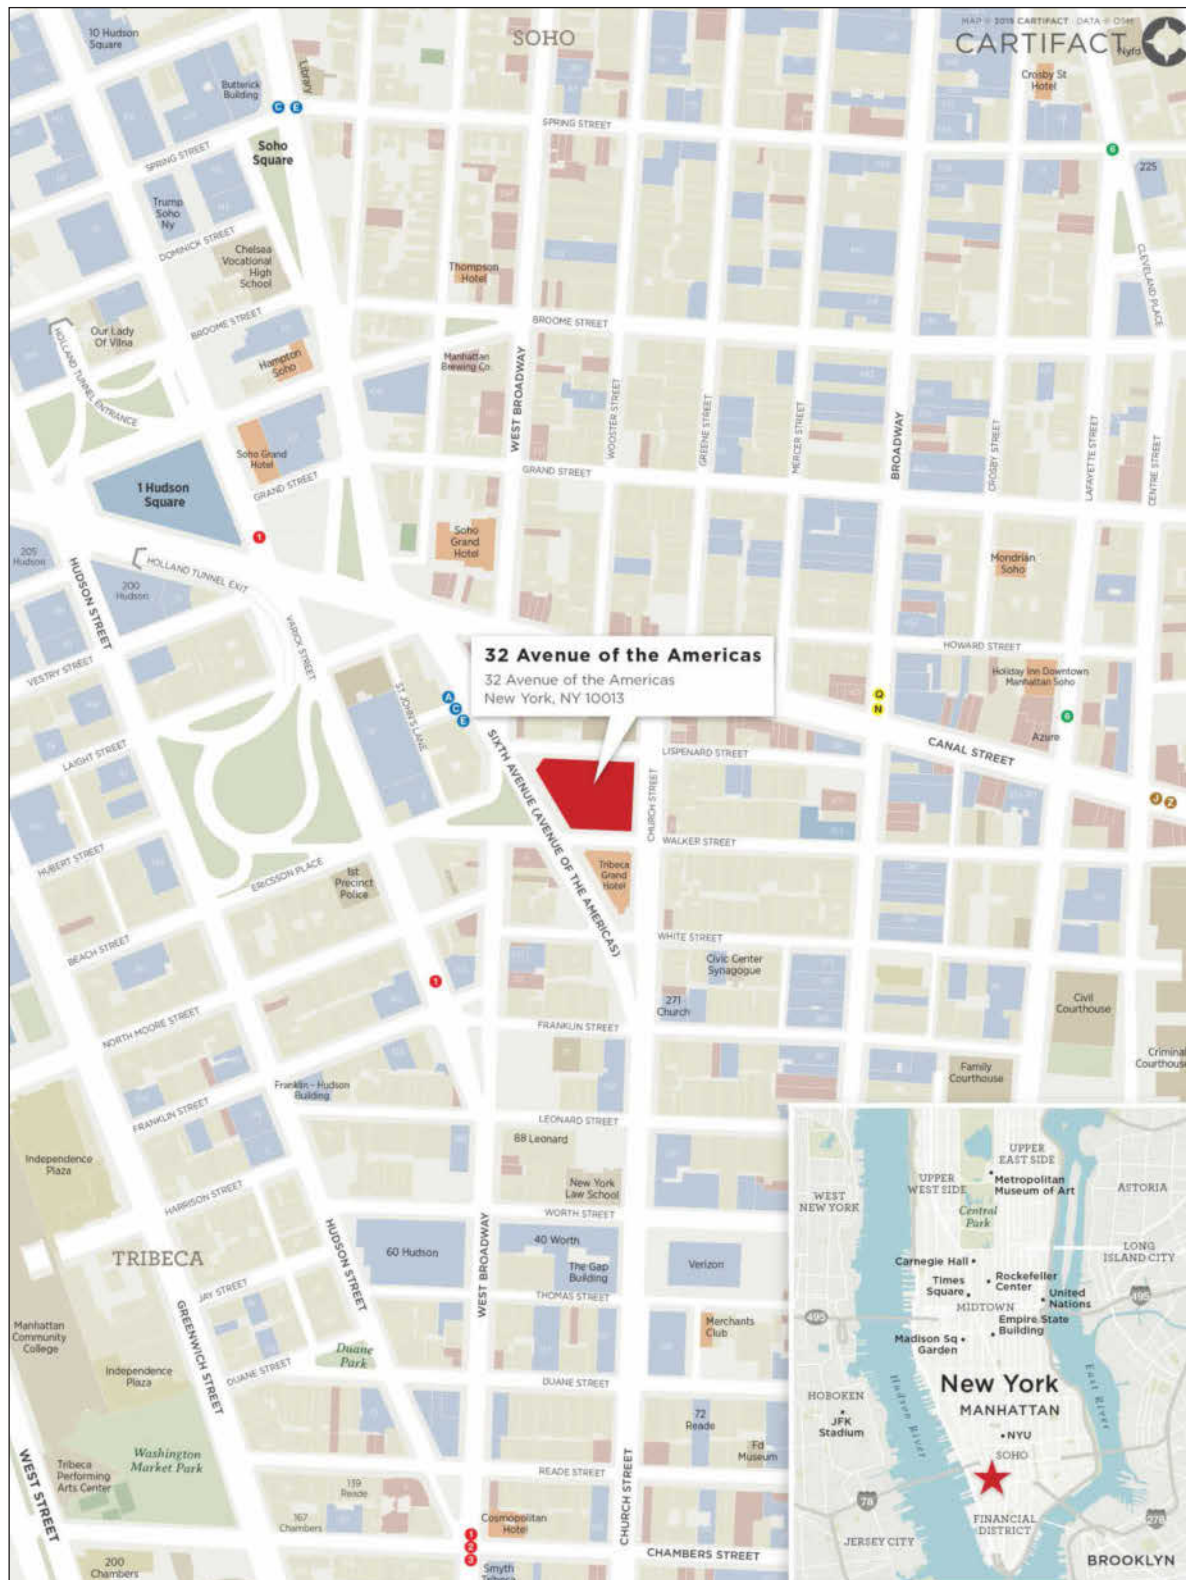 MAP © 2015 CARTIFACT · DATA © OSM
CARTIFACT
Nyfd
10 Hudson
Square
SOHO
Library
Butterick
Building
C E
Crosby St
Hotel
SPRING STREET
SPRING STREET
Soho
Square
6
225
Trump
Soho
Ny
DOMINICK STREET
Chelsea
Vocational
High
School
Thompson
Hotel
CLEVELAND PLACE
BROOME STREET
BROOME STREET
Our Lady
Of Vilna
HOLLAND TUNNEL ENTRANCE
Hampton
Soho
Manhattan
Brewing Co.
WEST BROADWAY
WOOSTER STREET
GREENE STREET
MERCER STREET
BROADWAY
CROSBY STREET
LAFAYETTE STREET
CENTRE STREET
Soho Grand
Hotel
GRAND STREET
GRAND STREET
1 Hudson
Square
1
Soho
Grand
Hotel
Mondrian
Soho
205
Hudson
HOLLAND TUNNEL EXIT
200
Hudson
HUDSON STREET
VARICK STREET
VESTRY STREET
HOWARD STREET
32 Avenue of the Americas
32 Avenue of the Americas
New York, NY 10013
Holiday Inn Downtown
Manhattan Soho
ST JOHN'S LANE
A
C
E
Q
N
6
Azure
CANAL STREET
LAIGHT STREET
SIXTH AVENUE (AVENUE OF THE AMERICAS)
LISPENARD STREET
CHURCH STREET
J Z
WALKER STREET
HUBERT STREET
ERICSSON PLACE
1st
Precinct
Police
Tribeca
Grand
Hotel
BEACH STREET
WHITE STREET
Civic Center
Synagogue
1
271
Church
Civil
Courthouse
NORTH MOORE STREET
FRANKLIN STREET
Criminal
Courthouse
Family
Courthouse
Franklin - Hudson
Building
FRANKLIN STREET
LEONARD STREET
88 Leonard
Independence
Plaza
New York
Law School
HARRISON STREET
WORTH STREET
TRIBECA
HUDSON STREET
60 Hudson
WEST BROADWAY
40 Worth
The Gap
Building
Verizon
JAY STREET
THOMAS STREET
Manhattan
Community
College
GREENWICH STREET
Merchants
Club
Duane
Park
Independence
Plaza
DUANE STREET
DUANE STREET
72
Reade
Fd
Museum
Washington
Market Park
WEST STREET
Tribeca
Performing
Arts Center
READE STREET
139
Reade
167
Chambers
CHURCH STREET
Cosmopolitan
Hotel
1
2
3
CHAMBERS STREET
200
Chambers
Smyth
Tribeca
UPPER
EAST SIDE
UPPER
WEST SIDE
Metropolitan
Museum of Art
WEST
NEW YORK
ASTORIA
Central
Park
LONG
ISLAND CITY
Carnegie Hall
Times
Square
Rockefeller
Center
United
Nations
495
495
MIDTOWN
Empire State
Building
Madison Sq
Garden
New York
MANHATTAN
Hudson River
East River
HOBOKEN
JFK
Stadium
NYU
SOHO
78
FINANCIAL
DISTRICT
278
JERSEY CITY
BROOKLYN